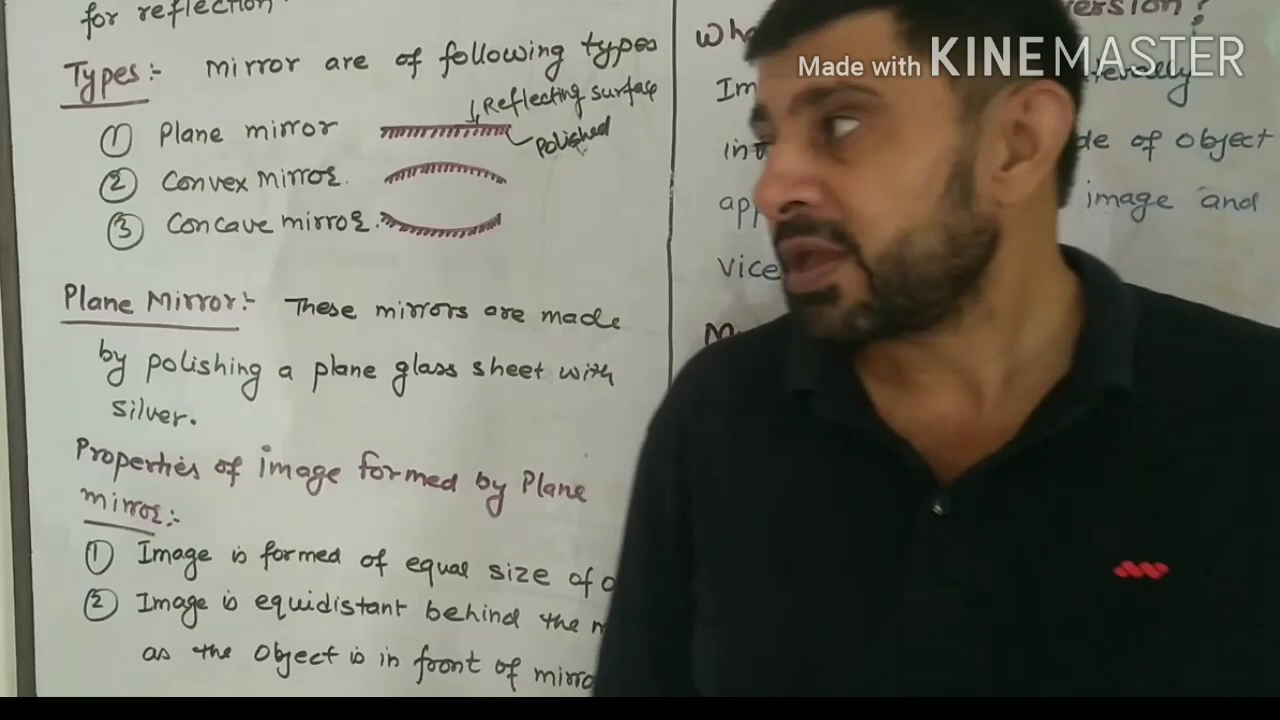 for reflection.
Types:- Mirror are of following types
Reflecting surface
① Plane mirror
Polished
② Convex mirror.
③ Concave mirror.
Plane Mirror:- These mirrors are made
by polishing a plane glass sheet with
silver.
Properties of image formed by Plane
mirror:-
① Image is formed of equal size of
② Image is equidistant behind the
as the object is in front of
Made with KINEMASTER
de of object
image and
vice